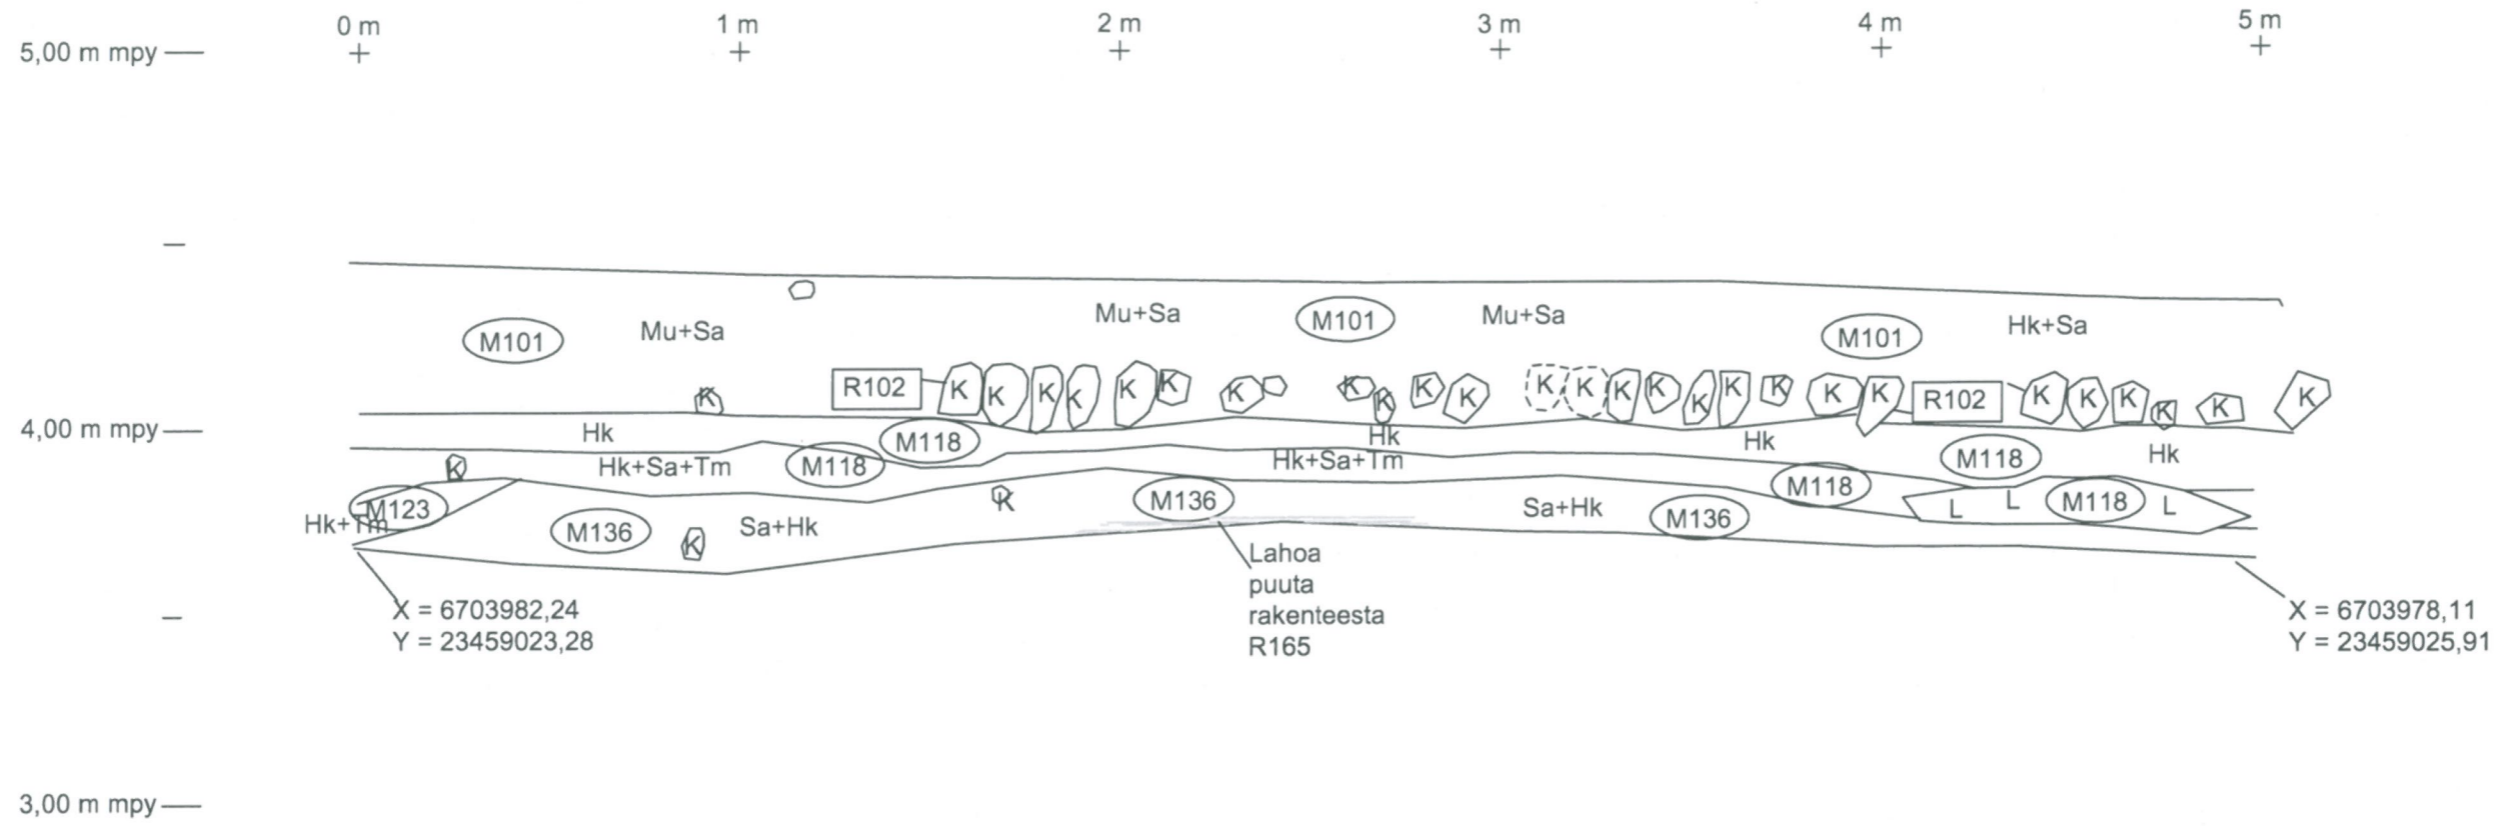 0 m 1 m 2 m 3 m 4 m 5 m
5,00 m mpy
M101 Mu+Sa Mu+Sa M101 Mu+Sa M101 Hk+Sa
K R102 K K K K K K K K K K K K K K K K K K K K R102 K K K K K K
4,00 m mpy
Hk M118 Hk Hk M118 Hk
K Hk+Sa+Tm M118 Hk+Sa+Tm M118
M123 K M136 Sa+Hk L L M118 L
Hk+Tm M136 K Sa+Hk M136
Lahoa
puuta
rakenteesta
R165
X = 6703982,24
Y = 23459023,28
X = 6703978,11
Y = 23459025,91
3,00 m mpy